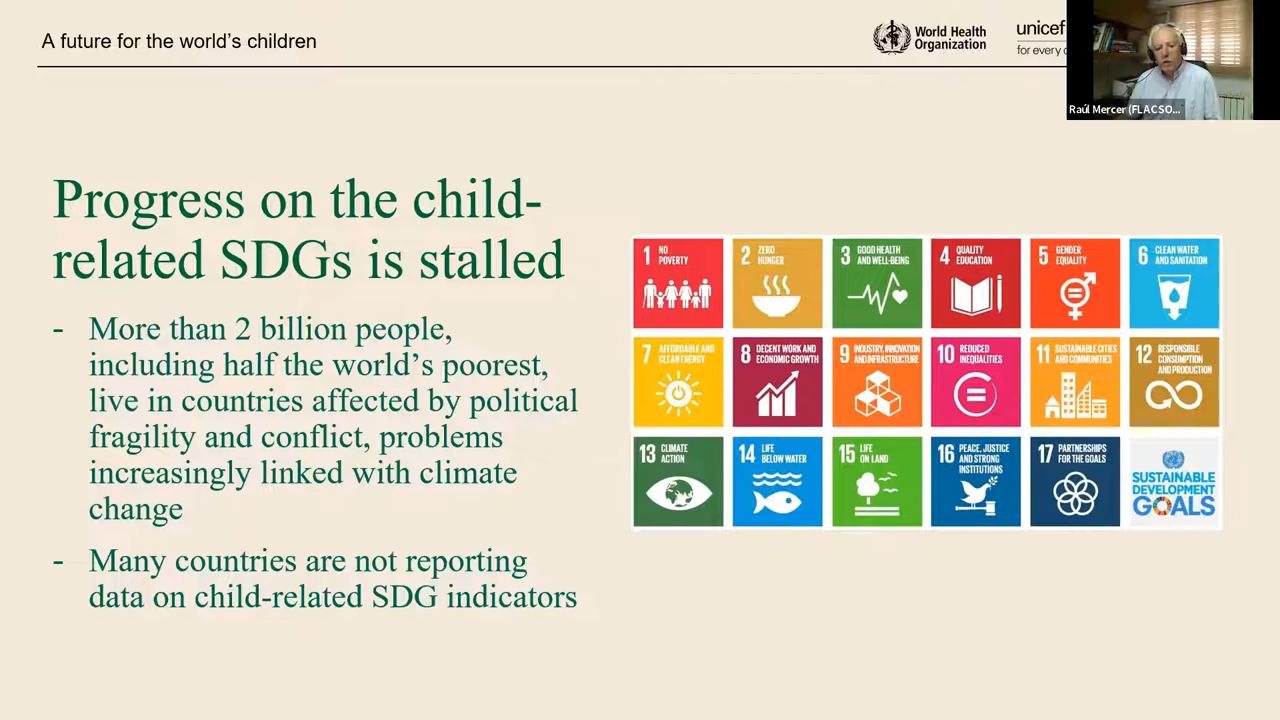 A future for the world's children
World Health
Organization
unicef
for every
Raúl Mercer (FLACSO...
Progress on the child-
related SDGs is stalled
- More than 2 billion people,
including half the world's poorest,
live in countries affected by political
fragility and conflict, problems
increasingly linked with climate
change
- Many countries are not reporting
data on child-related SDG indicators
1 NO
POVERTY
2 ZERO
HUNGER
3 GOOD HEALTH
AND WELL-BEING
4 QUALITY
EDUCATION
5 GENDER
EQUALITY
6 CLEAN WATER
AND SANITATION
7 AFFORDABLE AND
CLEAN ENERGY
8 DECENT WORK AND
ECONOMIC GROWTH
9 INDUSTRY, INNOVATION
AND INFRASTRUCTURE
10 REDUCED
INEQUALITIES
11 SUSTAINABLE CITIES
AND COMMUNITIES
12 RESPONSIBLE
CONSUMPTION
AND PRODUCTION
13 CLIMATE
ACTION
14 LIFE
BELOW WATER
15 LIFE
ON LAND
16 PEACE, JUSTICE
AND STRONG
INSTITUTIONS
17 PARTNERSHIPS
FOR THE GOALS
SUSTAINABLE
DEVELOPMENT
GOALS